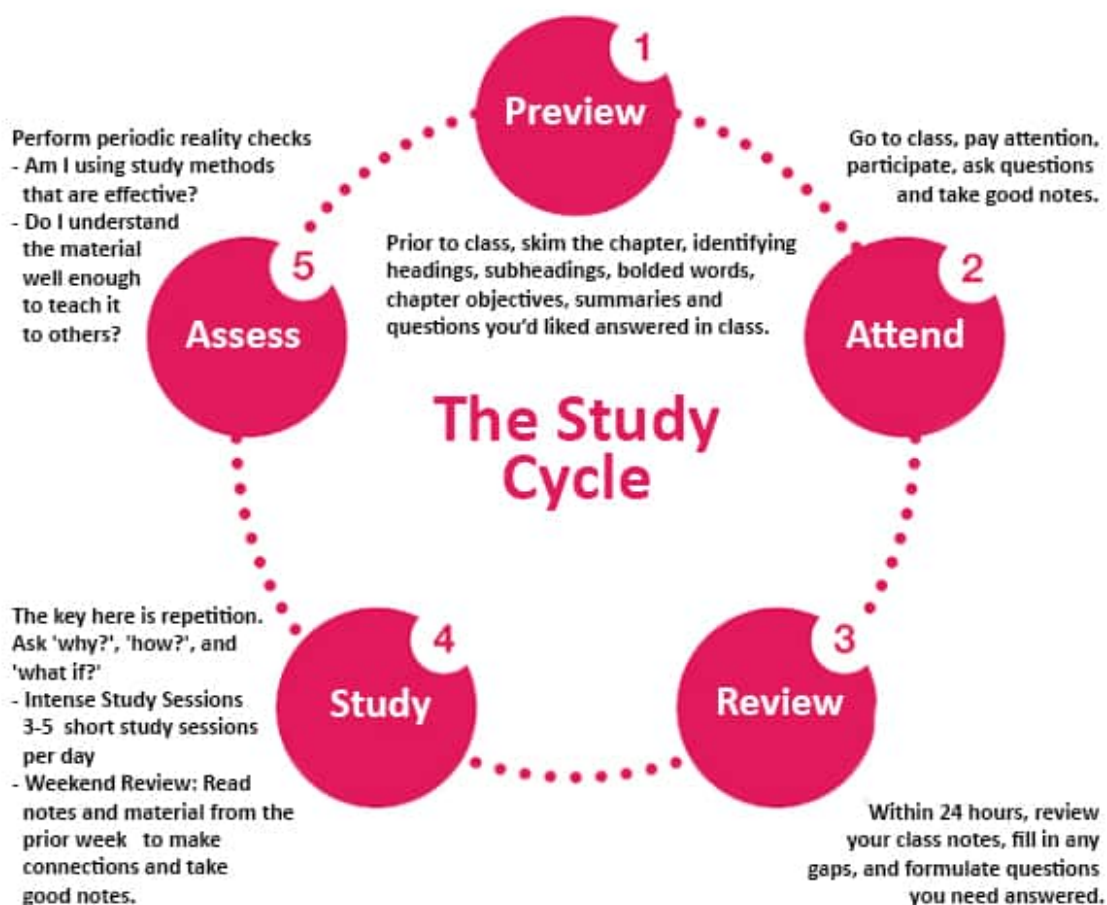 1
Preview
Prior to class, skim the chapter, identifying
headings, subheadings, bolded words,
chapter objectives, summaries and
questions you'd liked answered in class.
2
Attend
Go to class, pay attention,
participate, ask questions
and take good notes.
The Study
Cycle
3
Review
Within 24 hours, review
your class notes, fill in any
gaps, and formulate questions
you need answered.
4
Study
The key here is repetition.
Ask 'why?', 'how?', and
'what if?'
- Intense Study Sessions
3-5 short study sessions
per day
- Weekend Review: Read
notes and material from the
prior week to make
connections and take
good notes.
5
Assess
Perform periodic reality checks
- Am I using study methods
that are effective?
- Do I understand
the material
well enough
to teach it
to others?